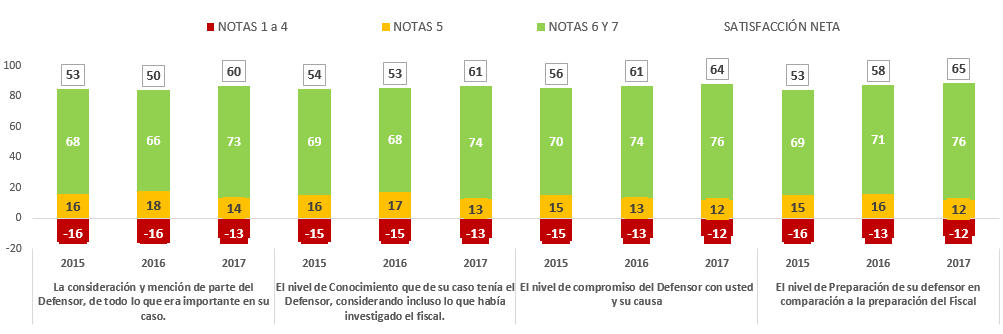 NOTAS 1 a 4 NOTAS 5 NOTAS 6 Y 7 SATISFACCIÓN NETA
100 53 50 60 54 53 61 56 61 64 53 58 65
80
60
68 66 73 69 68 74 70 74 76 69 71 76
40
20
16 18 14 16 17 13 15 13 12 15 16 12
0
-16 -16 -13 -15 -15 -13 -15 -13 -12 -16 -13 -12
-20
2015 2016 2017 2015 2016 2017 2015 2016 2017 2015 2016 2017
La consideración y mención de parte del
Defensor, de todo lo que era importante en su
caso.
El nivel de Conocimiento que de su caso tenía el
Defensor, considerando incluso lo que había
investigado el fiscal.
El nivel de compromiso del Defensor con usted
y su causa
El nivel de Preparación de su defensor en
comparación a la preparación del Fiscal